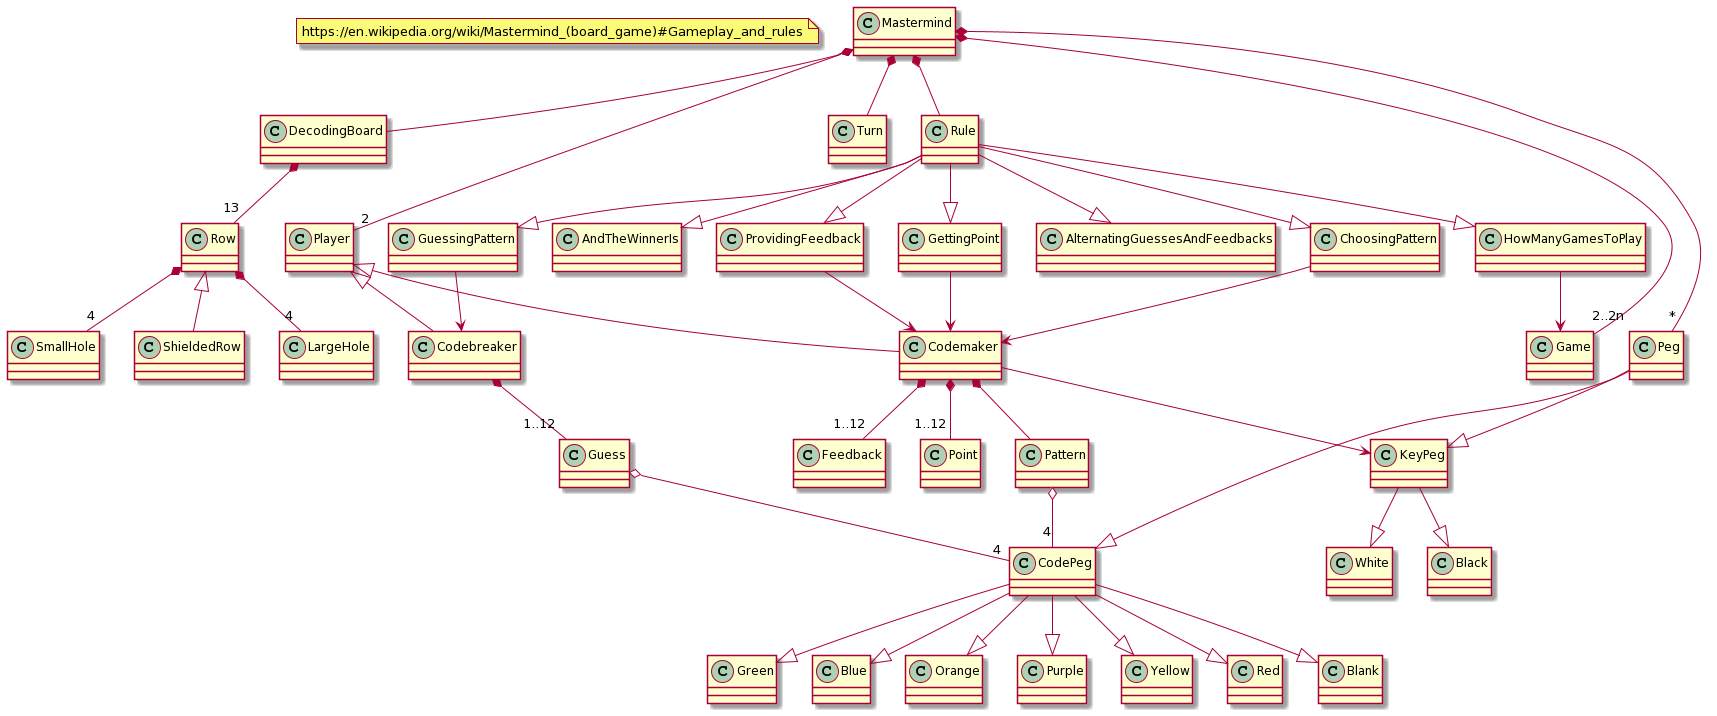 https://en.wikipedia.org/wiki/Mastermind_(board_game)#Gameplay_and_rules
C Mastermind
C DecodingBoard
C Turn
C Rule
13
2
C Row
C Player
C GuessingPattern
C AndTheWinnerIs
C ProvidingFeedback
C GettingPoint
C AlternatingGuessesAndFeedbacks
C ChoosingPattern
C HowManyGamesToPlay
4
4
2..2n
*
C SmallHole
C ShieldedRow
C LargeHole
C Codebreaker
C Codemaker
C Game
C Peg
1..12
1..12
1..12
C Guess
C Feedback
C Point
C Pattern
C KeyPeg
4
4
C CodePeg
C White
C Black
C Green
C Blue
C Orange
C Purple
C Yellow
C Red
C Blank